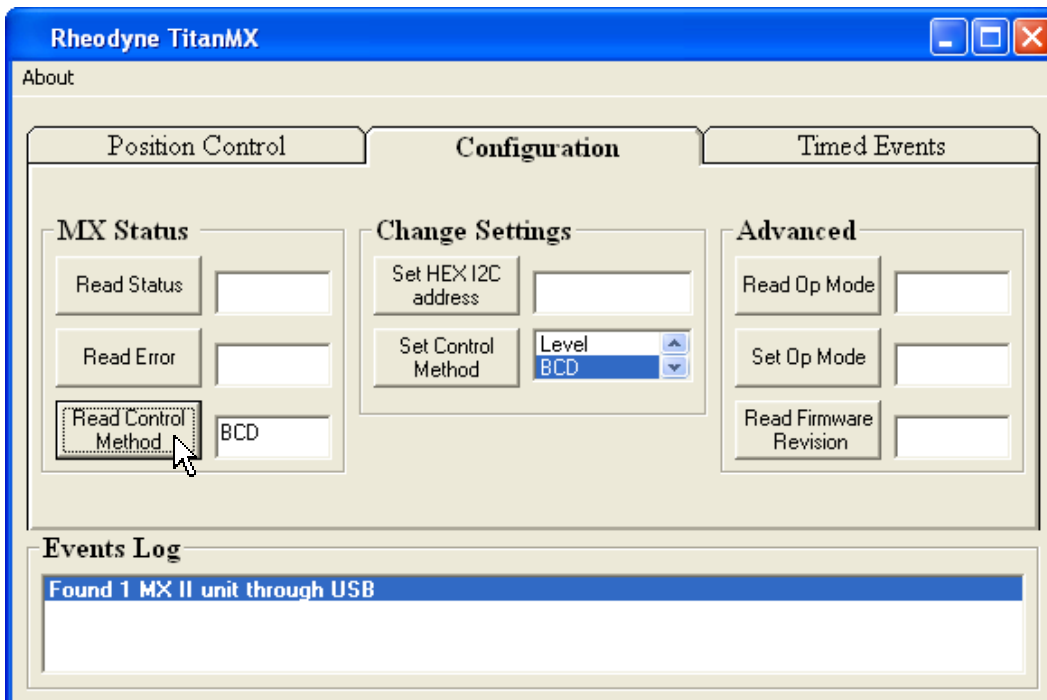 Rheodyne TitanMX
About
Position Control
Configuration
Timed Events
MX Status
Read Status
Read Error
Read Control
Method
BCD
Change Settings
Set HEX I2C
address
Set Control
Method
Level
BCD
Advanced
Read Op Mode
Set Op Mode
Read Firmware
Revision
Events Log
Found 1 MX II unit through USB